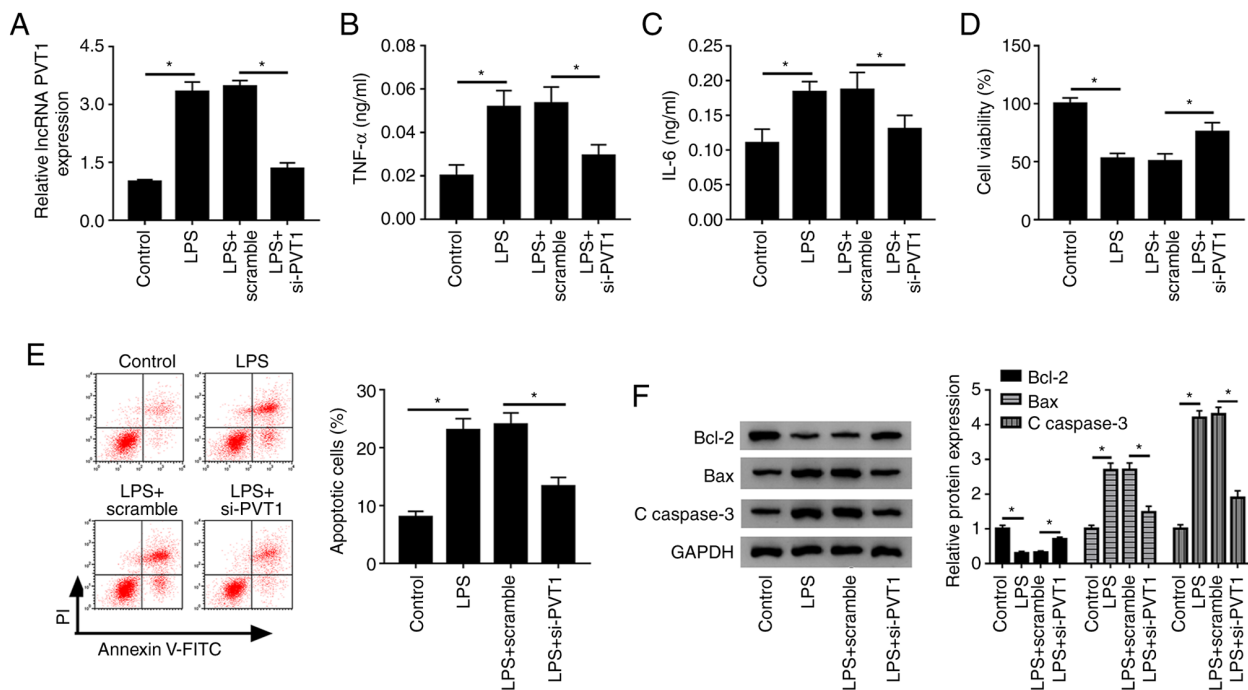 A
Relative lncRNA PVT1
expression
4.5
3.0
1.5
0.0
*
*
Control
LPS
LPS+
scramble
LPS+
si-PVT1
B
TNF-α (ng/ml)
0.08
0.06
0.04
0.02
0.00
*
*
Control
LPS
LPS+
scramble
LPS+
si-PVT1
C
IL-6 (ng/ml)
0.25
0.20
0.15
0.10
0.05
0.00
*
*
Control
LPS
LPS+
scramble
LPS+
si-PVT1
D
Cell viability (%)
150
100
50
0
*
*
Control
LPS
LPS+
scramble
LPS+
si-PVT1
E
Control
LPS
LPS+
scramble
LPS+
si-PVT1
PI
Annexin V-FITC
Apoptotic cells (%)
30
20
10
0
*
*
Control
LPS
LPS+scramble
LPS+si-PVT1
F
Bcl-2
Bax
C caspase-3
GAPDH
Control
LPS
LPS+scramble
LPS+si-PVT1
Relative protein expression
5
4
3
2
1
0
Bcl-2
Bax
C caspase-3
*
*
*
*
*
*
Control
LPS
LPS+scramble
LPS+si-PVT1
Control
LPS
LPS+scramble
LPS+si-PVT1
Control
LPS
LPS+scramble
LPS+si-PVT1